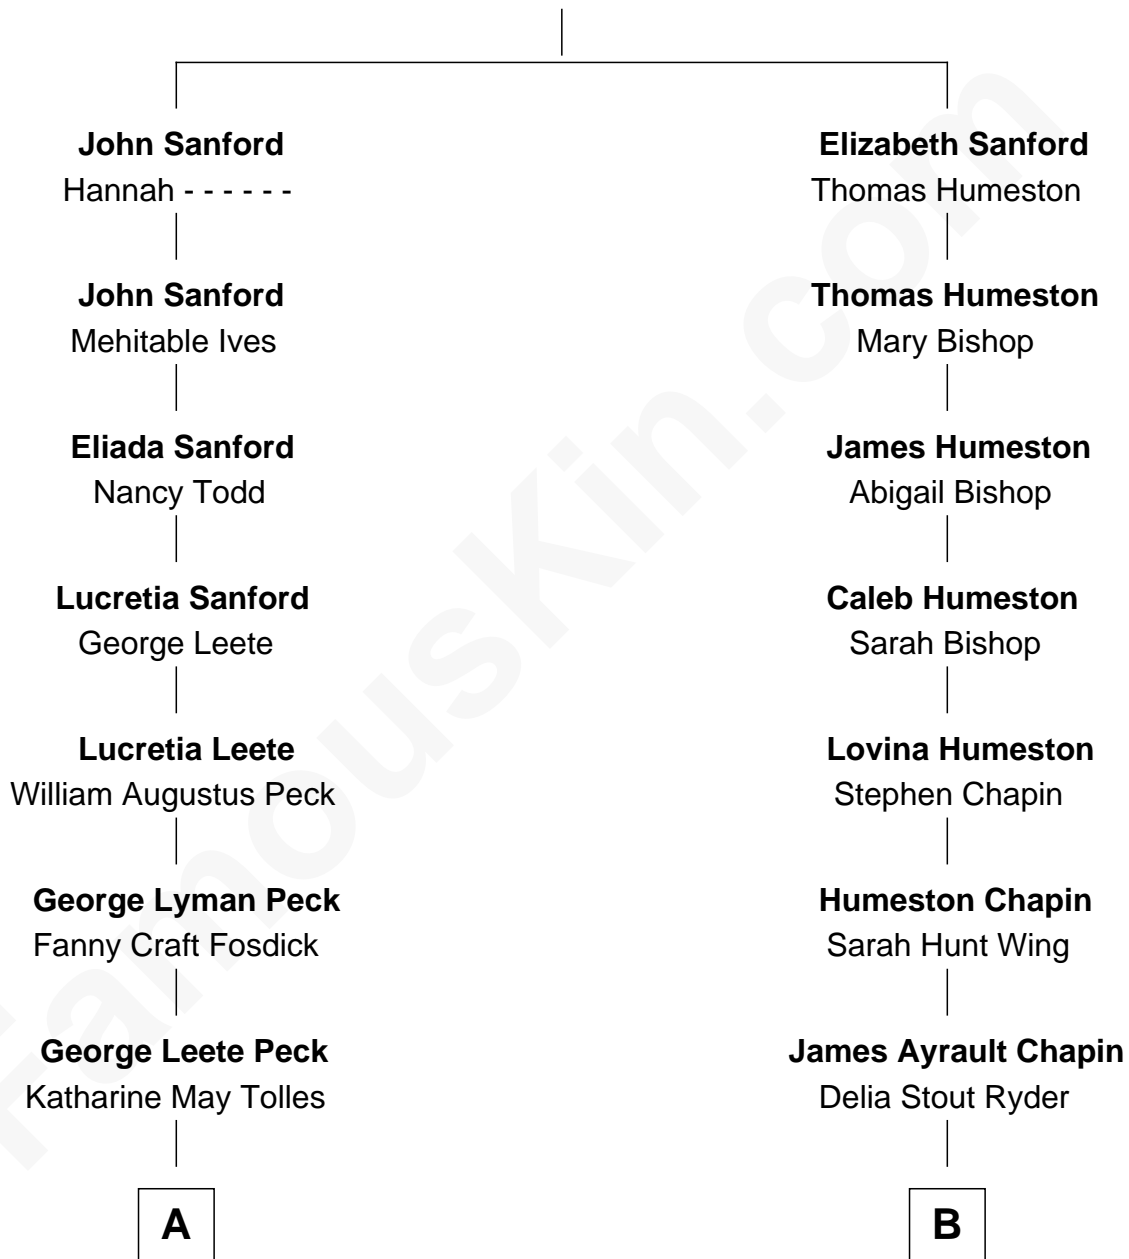 John Sanford
Hannah - - - - - -
John Sanford
Mehitable Ives
Eliada Sanford
Nancy Todd
Lucretia Sanford
George Leete
Lucretia Leete
William Augustus Peck
George Lyman Peck
Fanny Craft Fosdick
George Leete Peck
Katharine May Tolles
A
Elizabeth Sanford
Thomas Humeston
Thomas Humeston
Mary Bishop
James Humeston
Abigail Bishop
Caleb Humeston
Sarah Bishop
Lovina Humeston
Stephen Chapin
Humeston Chapin
Sarah Hunt Wing
James Ayrault Chapin
Delia Stout Ryder
B
FamousKin.com